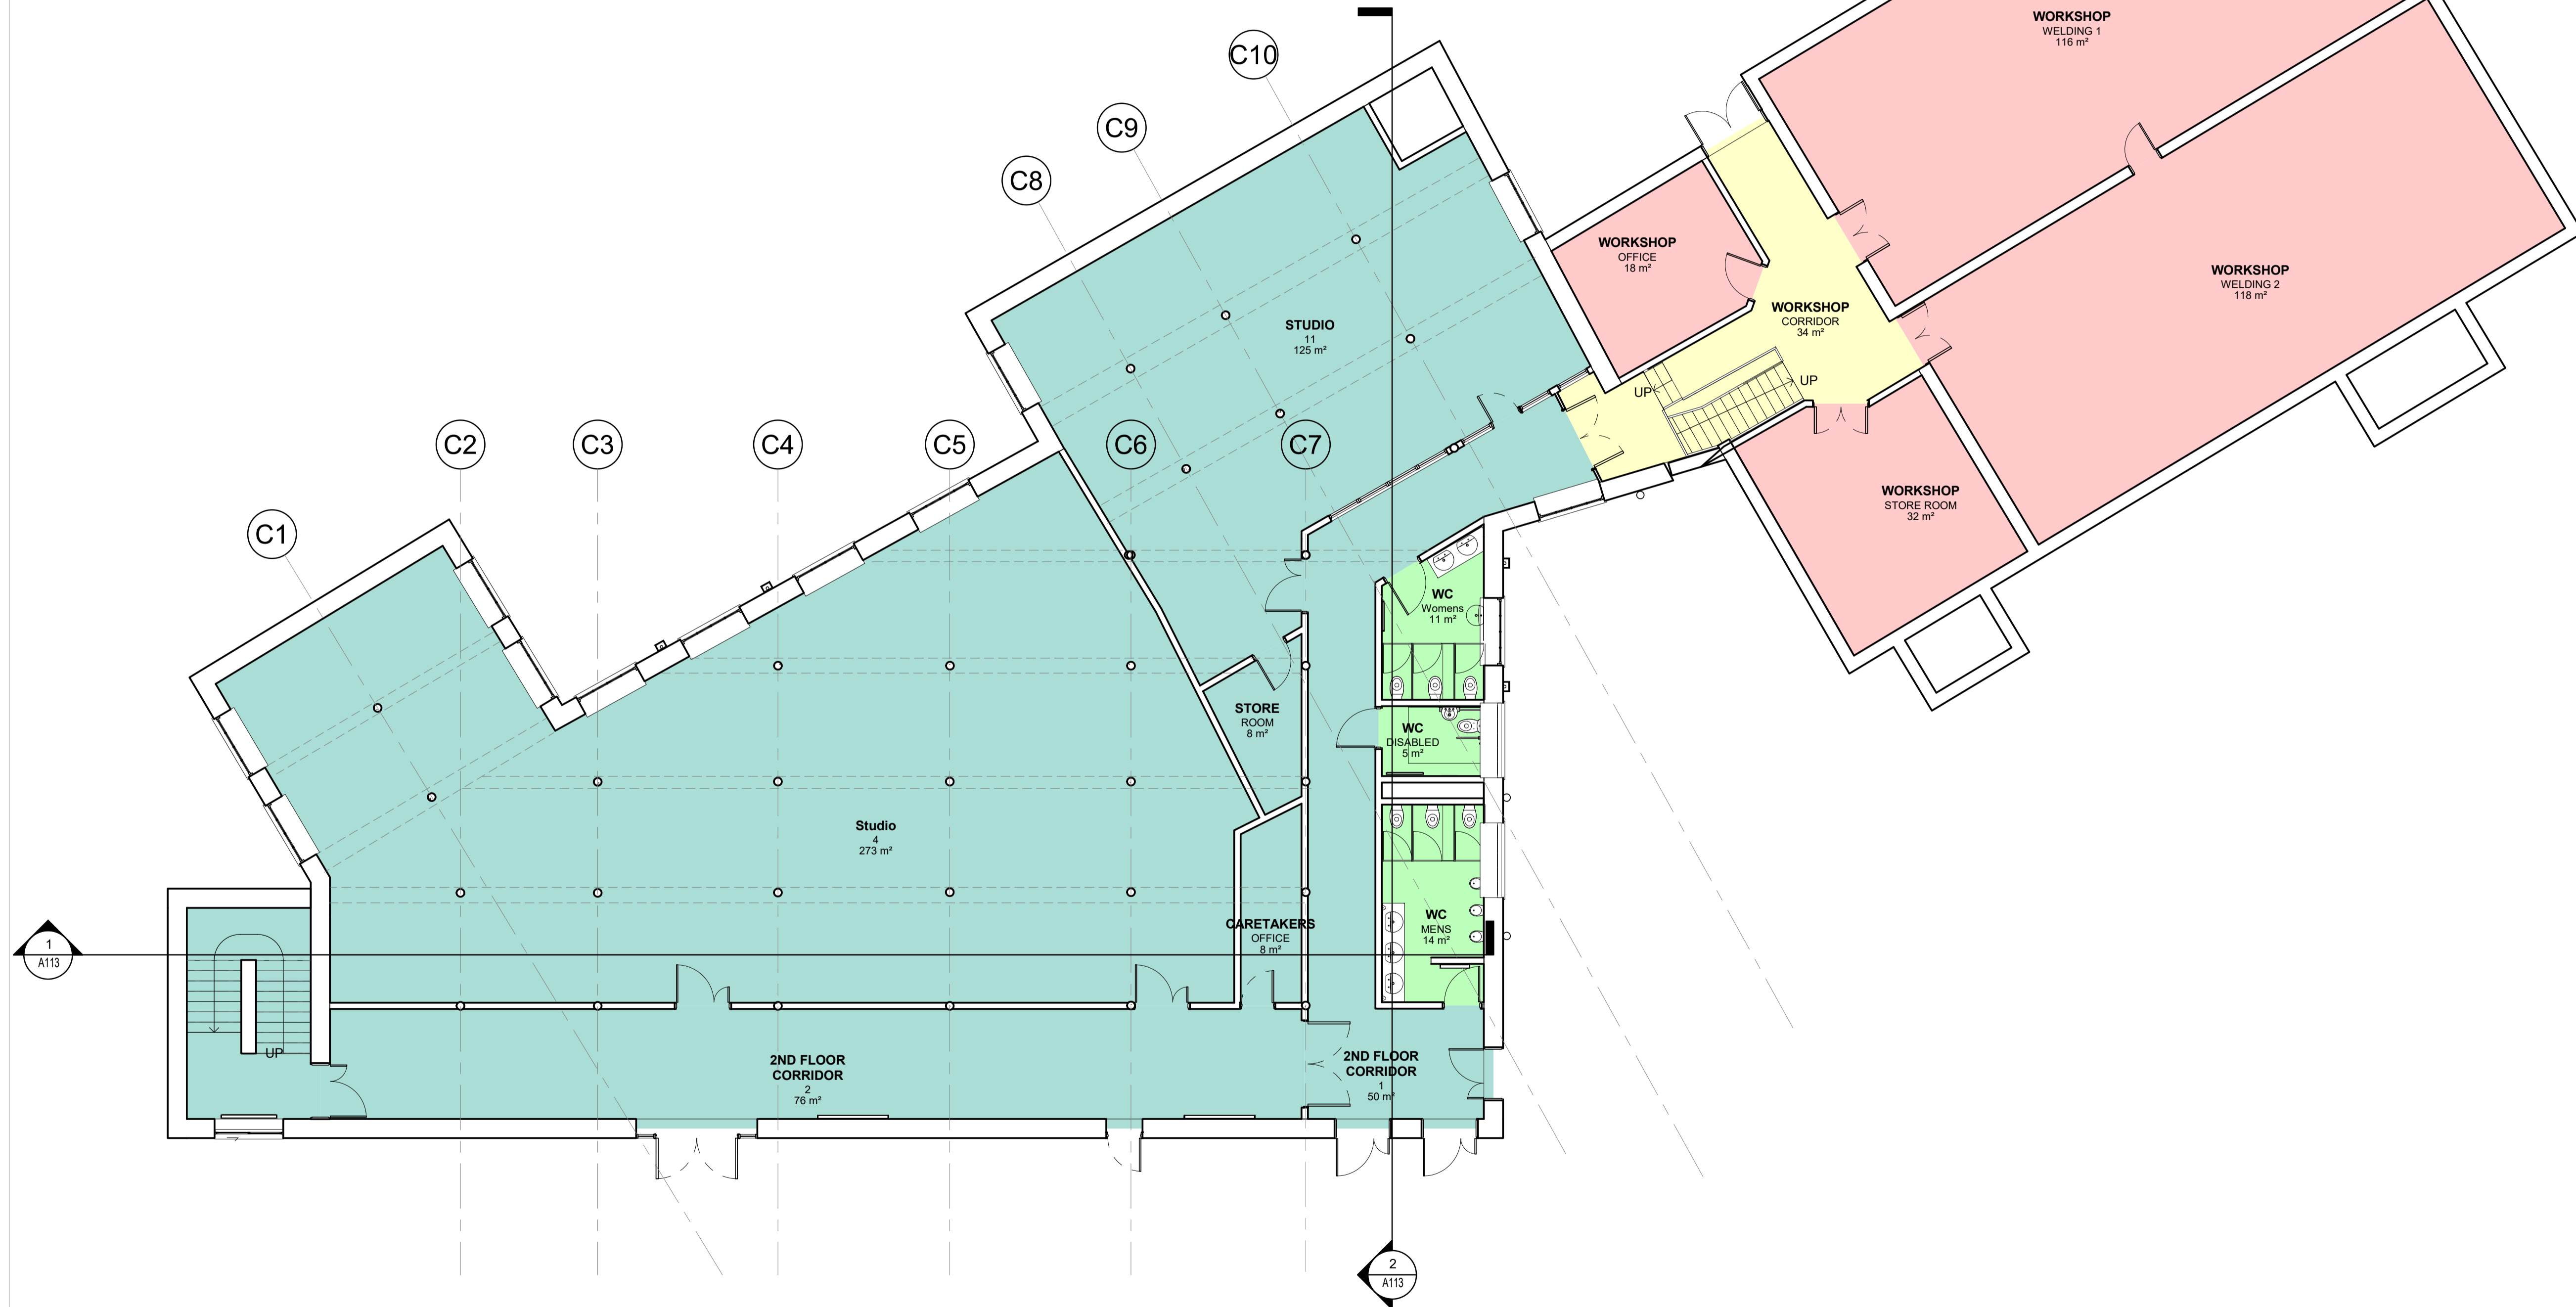 WORKSHOP
WELDING 1
116 m²
C10
C9
C8
WORKSHOP
OFFICE
18 m²
WORKSHOP
WELDING 2
118 m²
WORKSHOP
CORRIDOR
34 m²
STUDIO
11
125 m²
UP
UP
C2
C3
C4
C5
C6
C7
C1
WORKSHOP
STORE ROOM
32 m²
WC
Womens
11 m²
STORE
ROOM
8 m²
WC
DISABLED
5 m²
Studio
4
273 m²
CARETAKERS
OFFICE
8 m²
WC
MENS
14 m²
1
A113
UP
2ND FLOOR
CORRIDOR
2
76 m²
2ND FLOOR
CORRIDOR
1
50 m²
2
A113